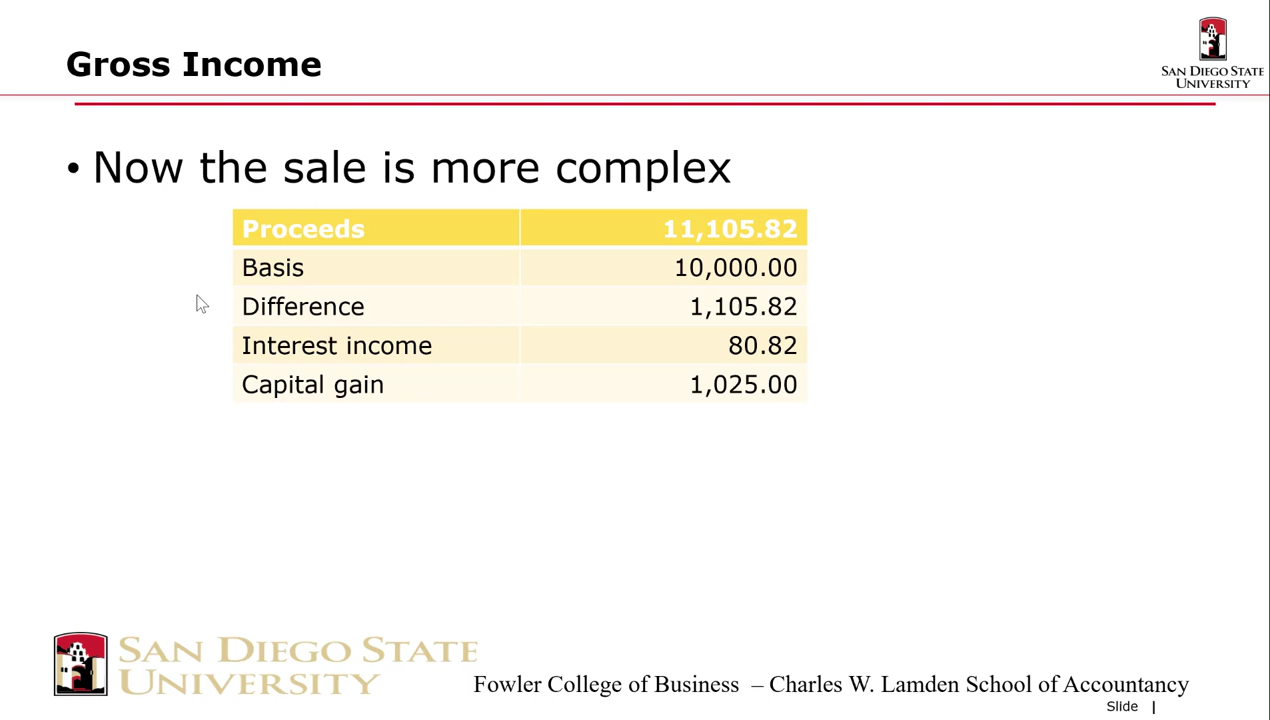 Gross Income
SAN DIEGO STATE
UNIVERSITY
• Now the sale is more complex
Proceeds 11,105.82
Basis 10,000.00
Difference 1,105.82
Interest income 80.82
Capital gain 1,025.00
SAN DIEGO STATE
UNIVERSITY
Fowler College of Business – Charles W. Lamden School of Accountancy
Slide |